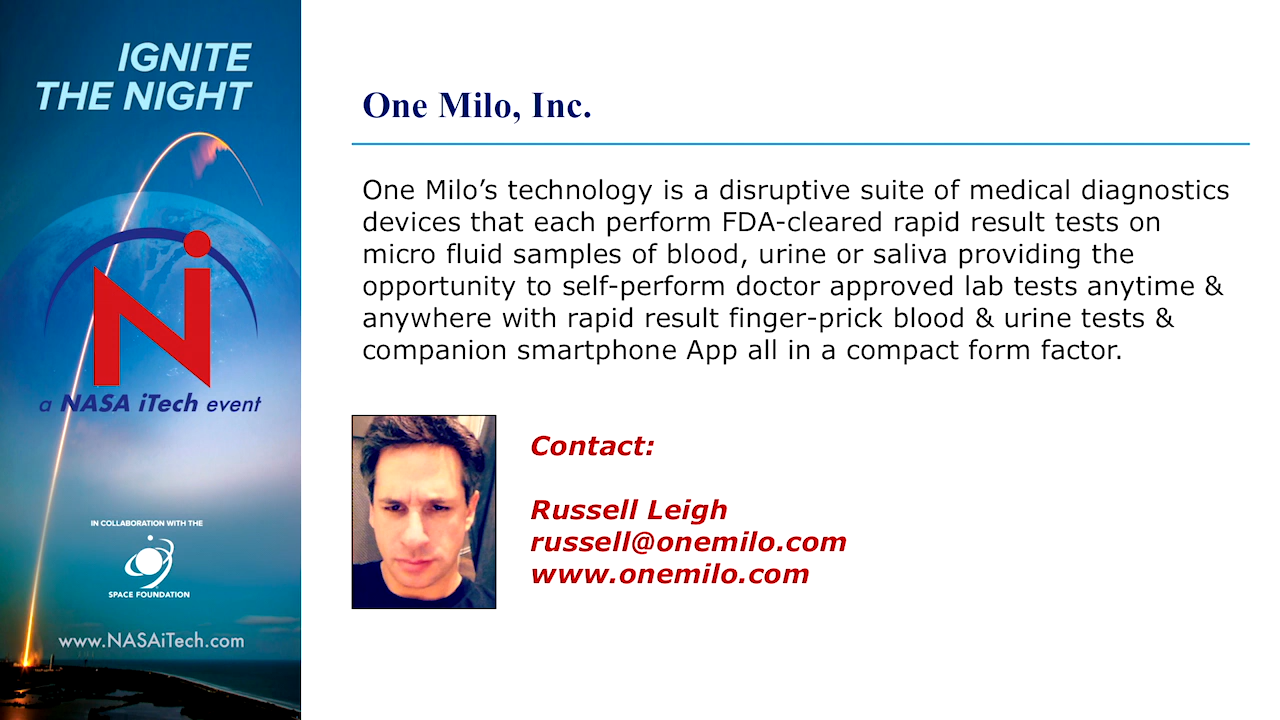 IGNITE
THE NIGHT
a NASA iTech event
IN COLLABORATION WITH THE
SPACE FOUNDATION
www.NASAiTech.com
One Milo, Inc.
One Milo’s technology is a disruptive suite of medical diagnostics
devices that each perform FDA-cleared rapid result tests on
micro fluid samples of blood, urine or saliva providing the
opportunity to self-perform doctor approved lab tests anytime &
anywhere with rapid result finger-prick blood & urine tests &
companion smartphone App all in a compact form factor.
Contact:
Russell Leigh
russell@onemilo.com
www.onemilo.com